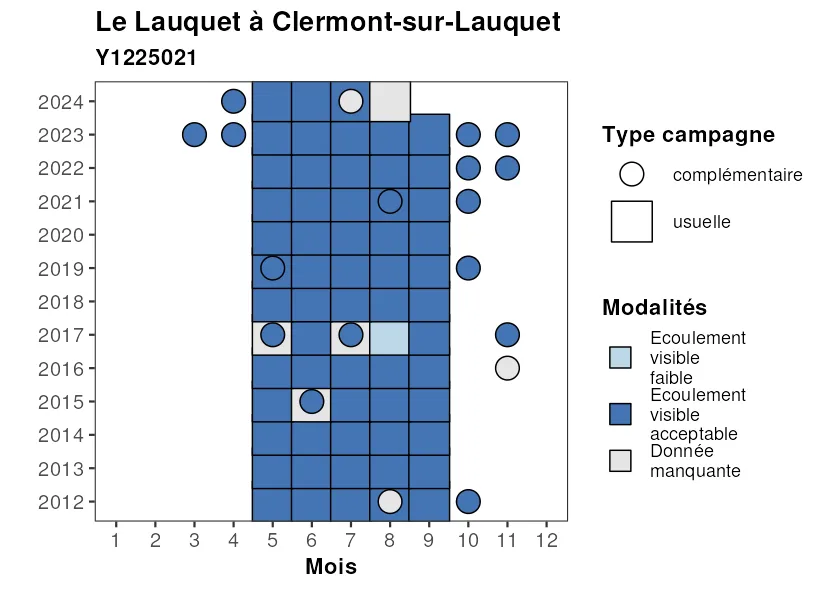 Le Lauquet à Clermont-sur-Lauquet
Y1225021
2024
2023
2022
2021
2020
2019
2018
2017
2016
2015
2014
2013
2012
1 2 3 4 5 6 7 8 9 10 11 12
Mois
Type campagne
complémentaire
usuelle
Modalités
Ecoulement
visible
faible
Ecoulement
visible
acceptable
Donnée
manquante